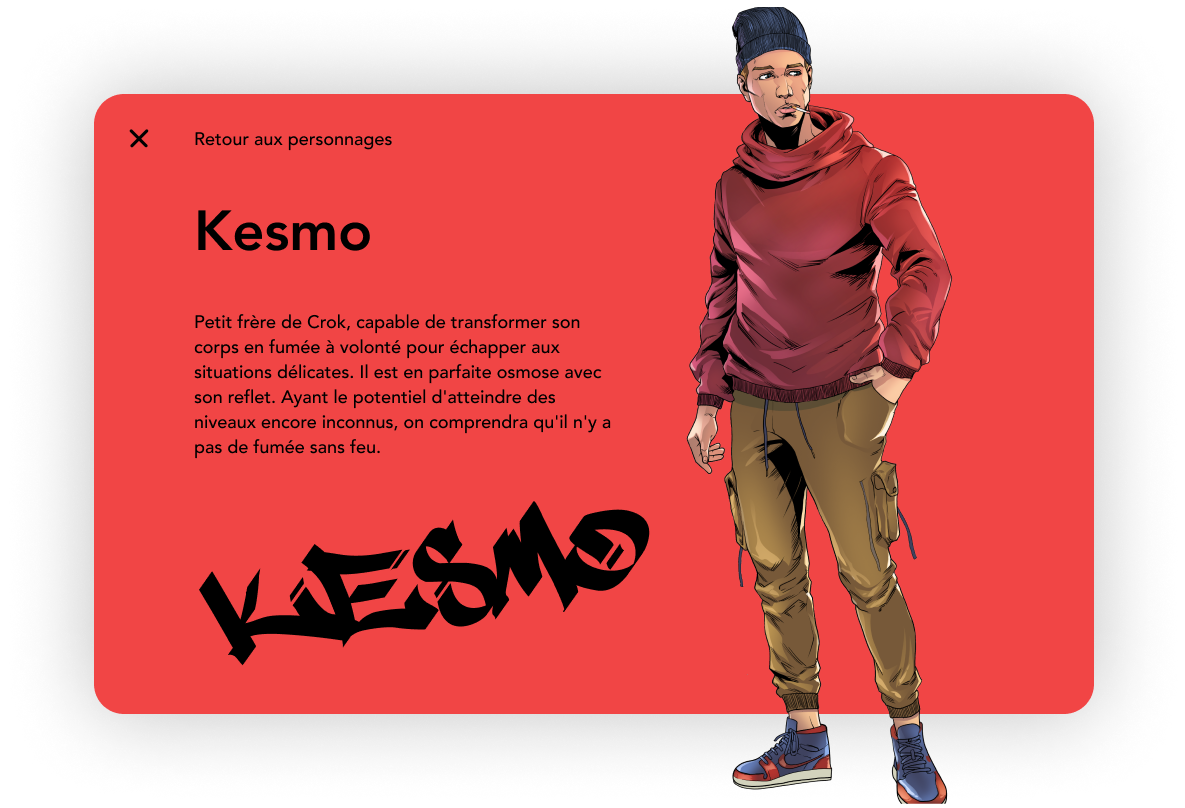 Retour aux personnages
Kesmo
Petit frère de Crok, capable de transformer son
corps en fumée à volonté pour échapper aux
situations délicates. Il est en parfaite osmose avec
son reflet. Ayant le potentiel d'atteindre des
niveaux encore inconnus, on comprendra qu'il n'y a
pas de fumée sans feu.
KESMO